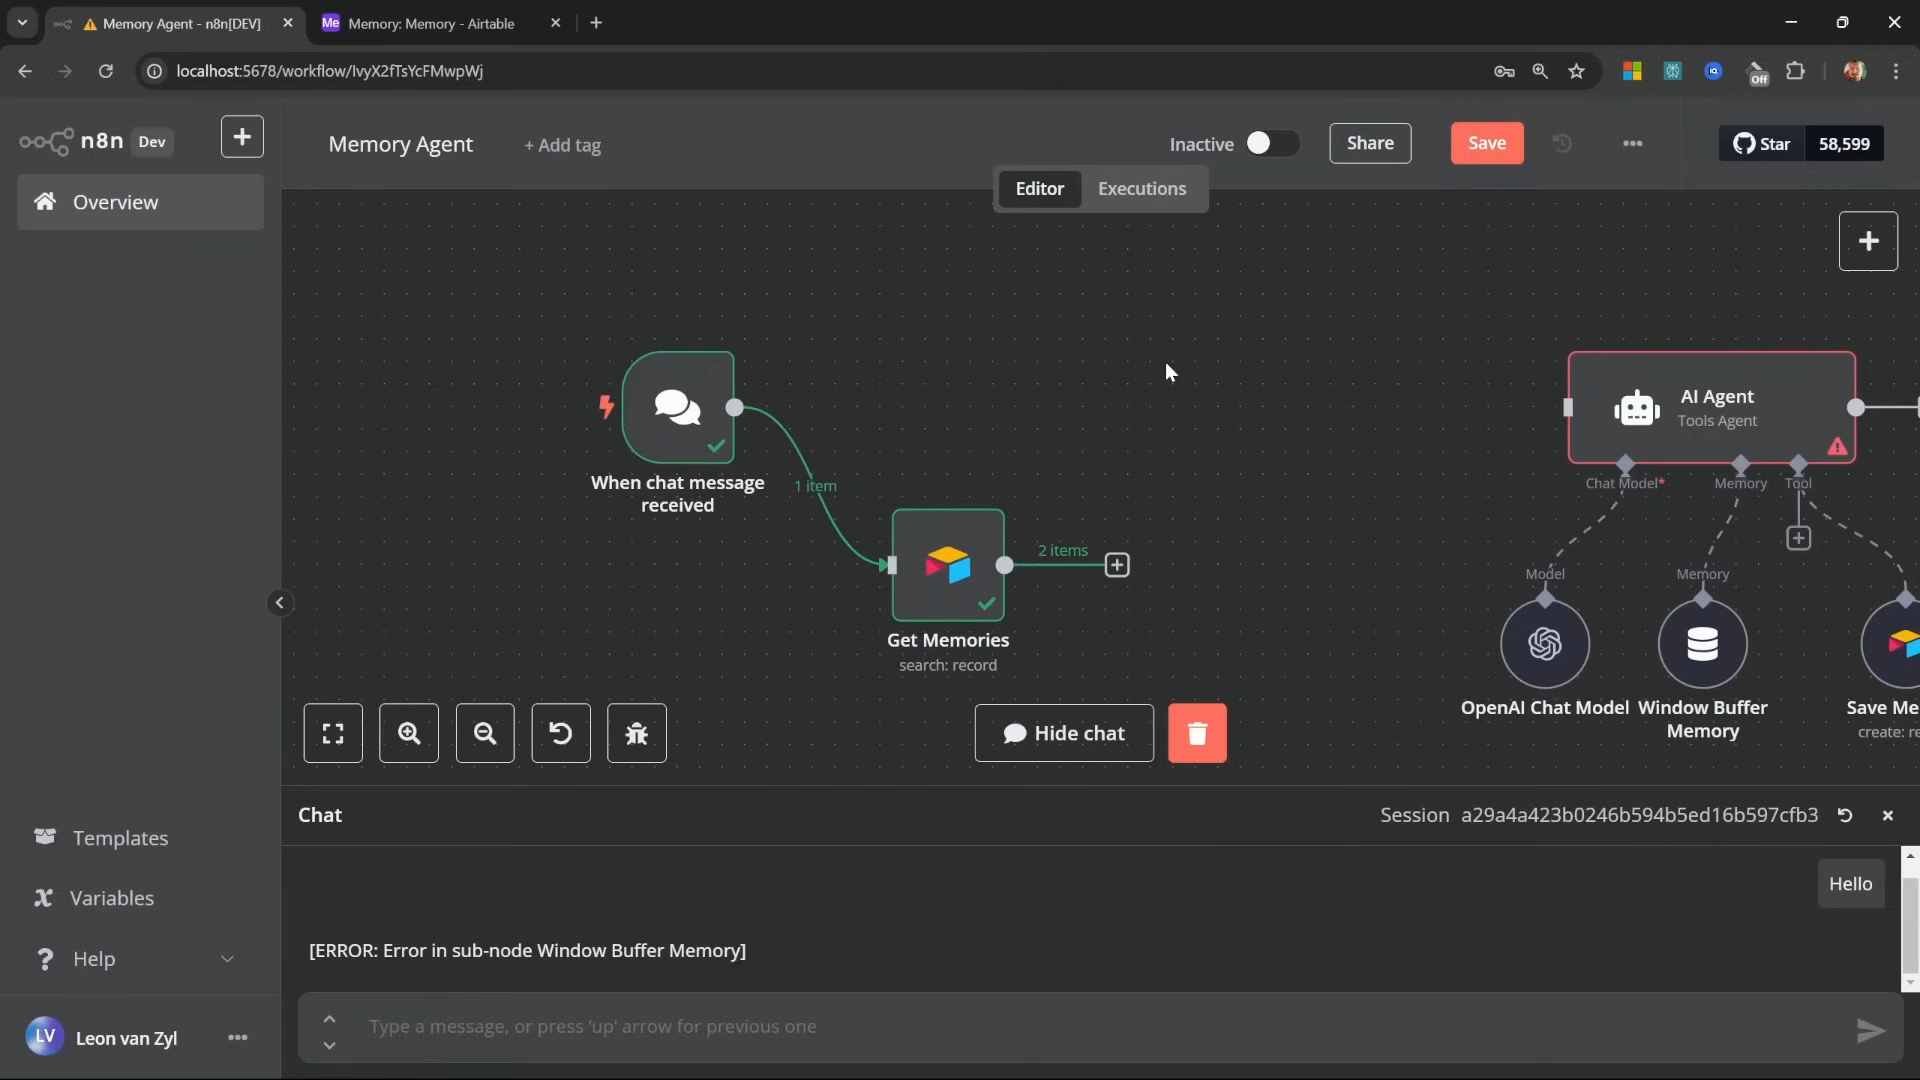 Memory Agent - n8n[DEV]
Me Memory: Memory - Airtable
localhost:5678/workflow/IvyX2fTsYcFMwpWj
Off
n8n Dev
Memory Agent
+ Add tag
Inactive
Share
Save
Star 58,599
Overview
Editor
Executions
AI Agent
Tools Agent
When chat message
received
1 item
Chat Model*
Memory
Tool
2 items
Model
Memory
Get Memories
search: record
OpenAI Chat Model
Window Buffer
Memory
Save Me
create: re
Hide chat
Chat
Session a29a4a423b0246b594b5ed16b597cfb3
Templates
Hello
Variables
[ERROR: Error in sub-node Window Buffer Memory]
Help
Type a message, or press 'up' arrow for previous one
LV Leon van Zyl